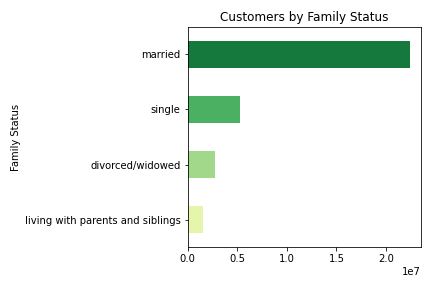 Customers by Family Status
Family Status
married
single
divorced/widowed
living with parents and siblings
0.0 0.5 1.0 1.5 2.0
1e7